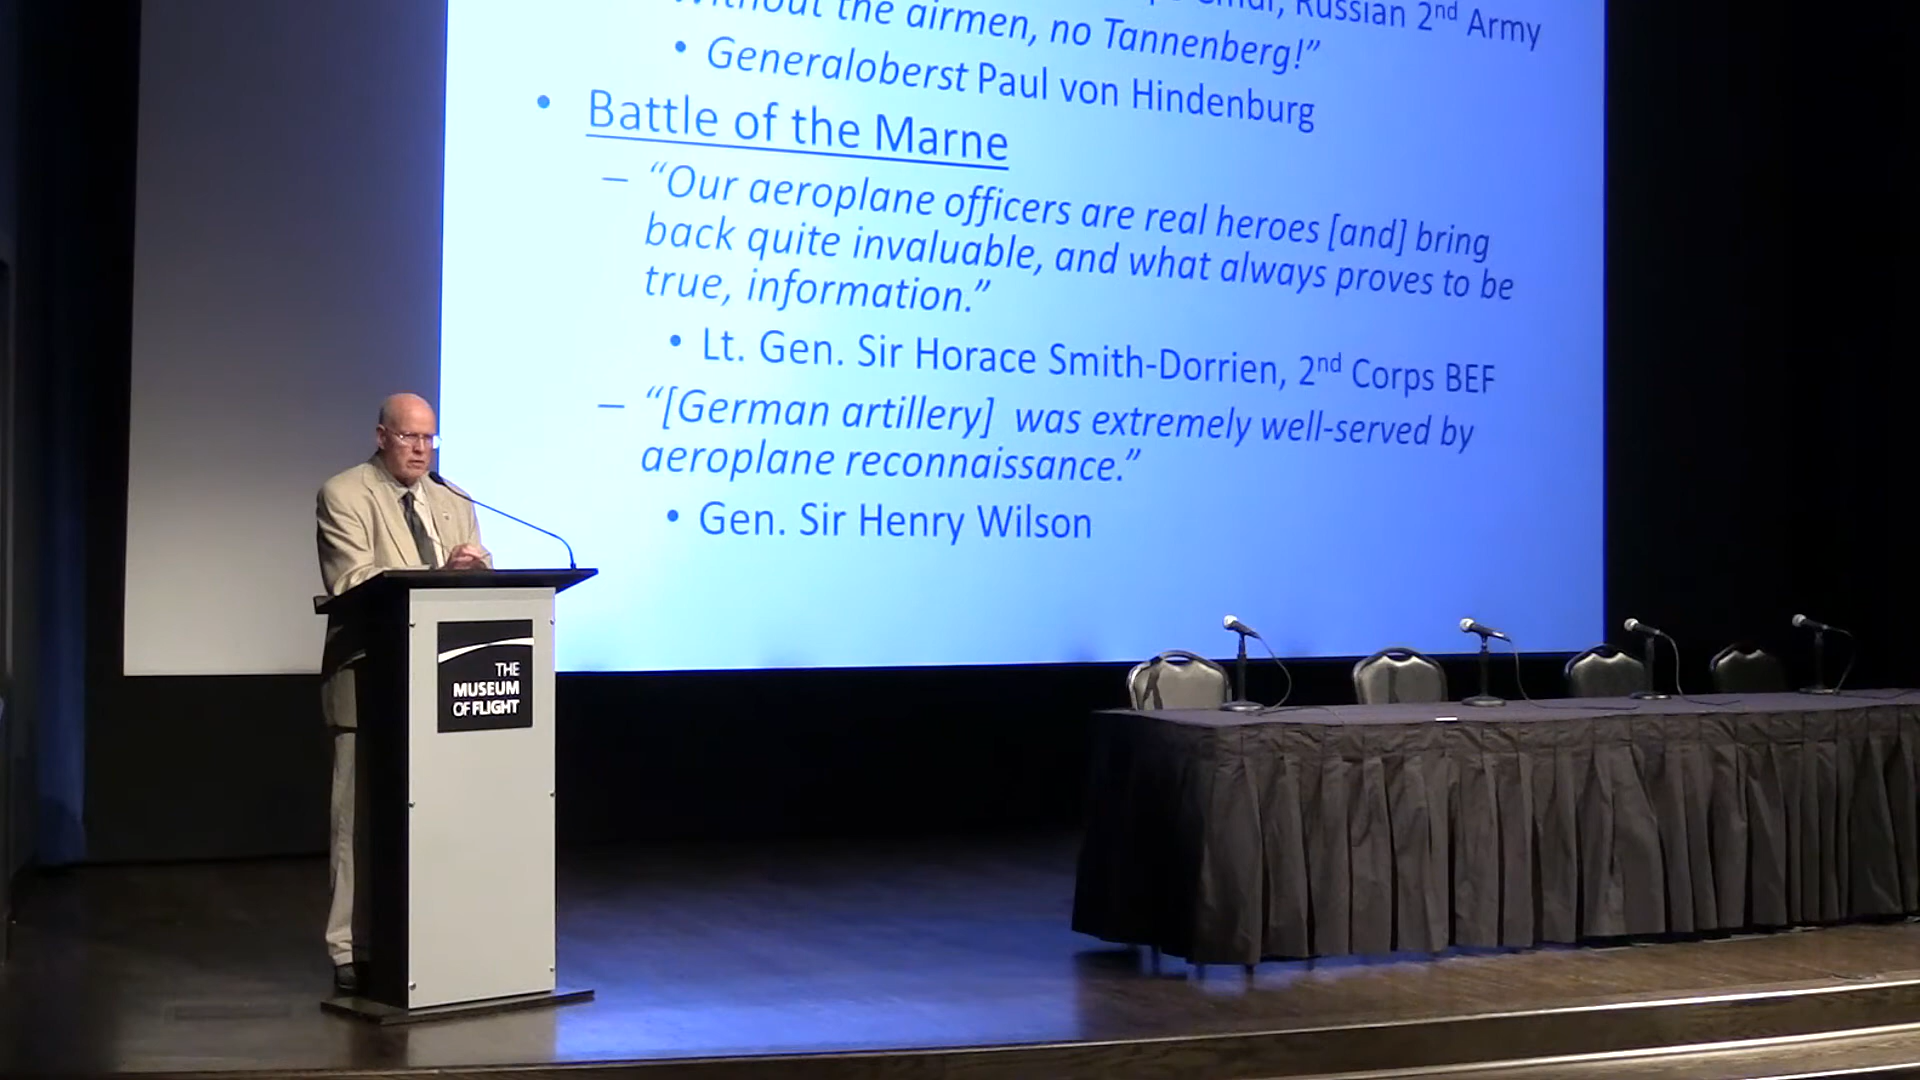 Russian 2nd Army
Without the airmen, no Tannenberg!”
• Generaloberst Paul von Hindenburg
• Battle of the Marne
– “Our aeroplane officers are real heroes [and] bring
back quite invaluable, and what always proves to be
true, information.”
• Lt. Gen. Sir Horace Smith-Dorrien, 2nd Corps BEF
– “[German artillery] was extremely well-served by
aeroplane reconnaissance.”
• Gen. Sir Henry Wilson
THE
MUSEUM
OF FLIGHT